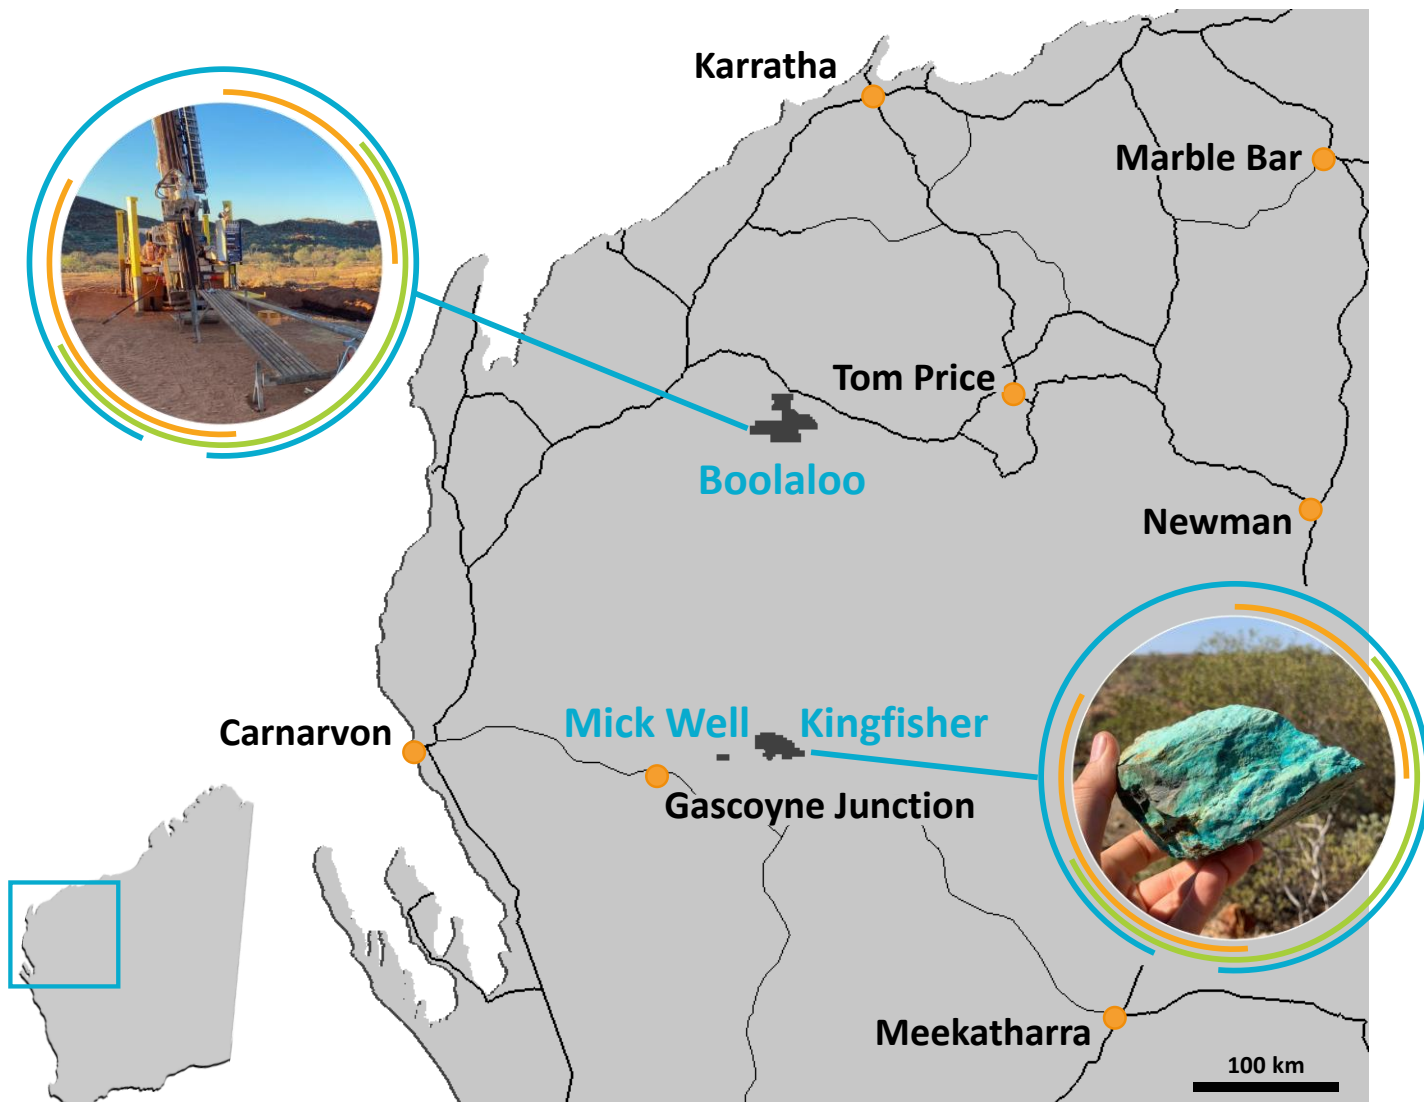 Karratha
Marble Bar
Tom Price
Boolaloo
Newman
Mick Well
Kingfisher
Carnarvon
Gascoyne Junction
Meekatharra
100 km